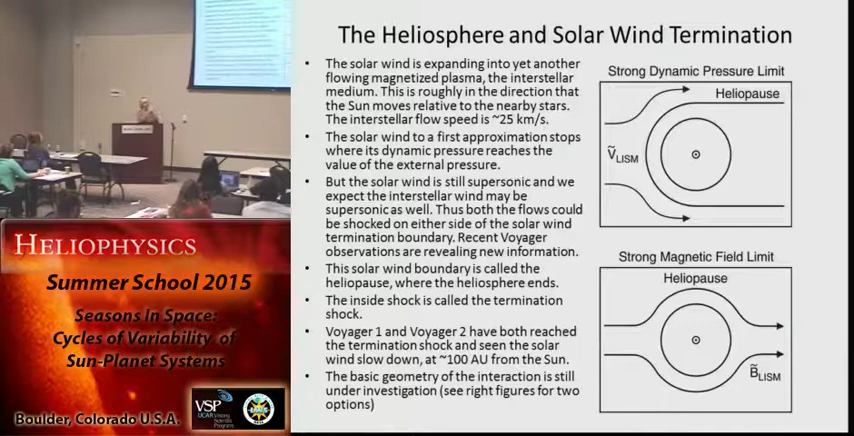 The Heliosphere and Solar Wind Termination
• The solar wind is expanding into yet another
flowing magnetized plasma, the interstellar
medium. This is roughly in the direction that
the Sun moves relative to the nearby stars.
The interstellar flow speed is ~25 km/s.
• The solar wind to a first approximation stops
where its dynamic pressure reaches the
value of the external pressure.
• But the solar wind is still supersonic and we
expect the interstellar wind may be
supersonic as well. Thus both the flows could
be shocked on either side of the solar wind
termination boundary. Recent Voyager
observations are revealing new information.
• This solar wind boundary is called the
heliopause, where the heliosphere ends.
• The inside shock is called the termination
shock.
• Voyager 1 and Voyager 2 have both reached
the termination shock and seen the solar
wind slow down, at ~100 AU from the Sun.
• The basic geometry of the interaction is still
under investigation (see right figures for two
options)
Strong Dynamic Pressure Limit
Heliopause
ṼLISM
Strong Magnetic Field Limit
Heliopause
B̃LISM
HELIOPHYSICS
Summer School 2015
Seasons In Space:
Cycles of Variability of
Sun-Planet Systems
VSP
UCAR Visiting
Scientist
Programs
Boulder, Colorado U.S.A.